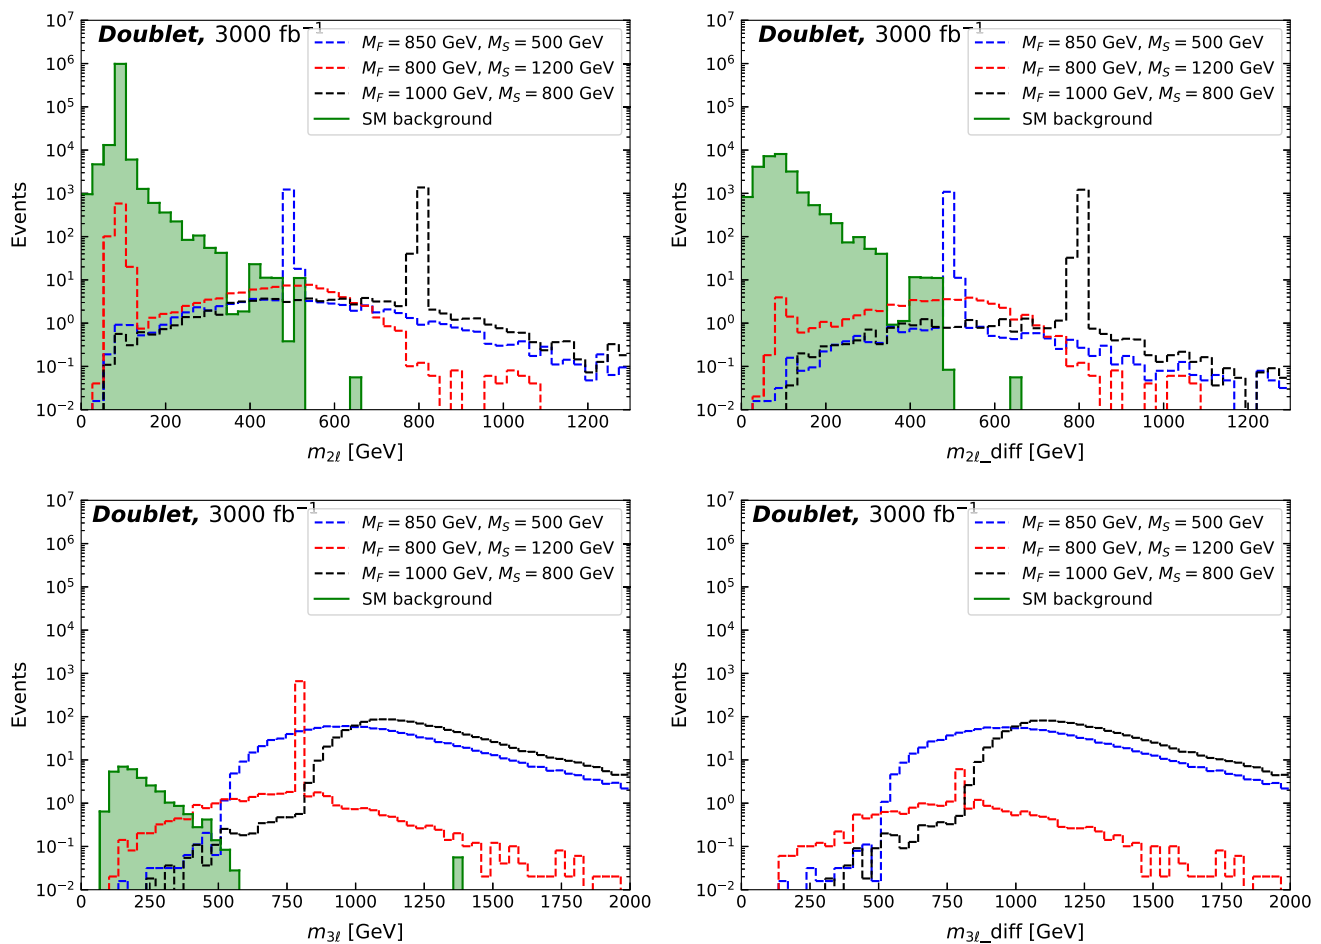 Doublet, 3000 fb⁻¹
M_F = 850 GeV, M_S = 500 GeV
M_F = 800 GeV, M_S = 1200 GeV
M_F = 1000 GeV, M_S = 800 GeV
SM background
Events
10⁷
10⁶
10⁵
10⁴
10³
10²
10¹
10⁰
10⁻¹
10⁻²
0 200 400 600 800 1000 1200
m_2ℓ [GeV]
Doublet, 3000 fb⁻¹
M_F = 850 GeV, M_S = 500 GeV
M_F = 800 GeV, M_S = 1200 GeV
M_F = 1000 GeV, M_S = 800 GeV
SM background
Events
10⁷
10⁶
10⁵
10⁴
10³
10²
10¹
10⁰
10⁻¹
10⁻²
0 200 400 600 800 1000 1200
m_2ℓ_diff [GeV]
Doublet, 3000 fb⁻¹
M_F = 850 GeV, M_S = 500 GeV
M_F = 800 GeV, M_S = 1200 GeV
M_F = 1000 GeV, M_S = 800 GeV
SM background
Events
10⁷
10⁶
10⁵
10⁴
10³
10²
10¹
10⁰
10⁻¹
10⁻²
0 250 500 750 1000 1250 1500 1750 2000
m_3ℓ [GeV]
Doublet, 3000 fb⁻¹
M_F = 850 GeV, M_S = 500 GeV
M_F = 800 GeV, M_S = 1200 GeV
M_F = 1000 GeV, M_S = 800 GeV
SM background
Events
10⁷
10⁶
10⁵
10⁴
10³
10²
10¹
10⁰
10⁻¹
10⁻²
0 250 500 750 1000 1250 1500 1750 2000
m_3ℓ_diff [GeV]